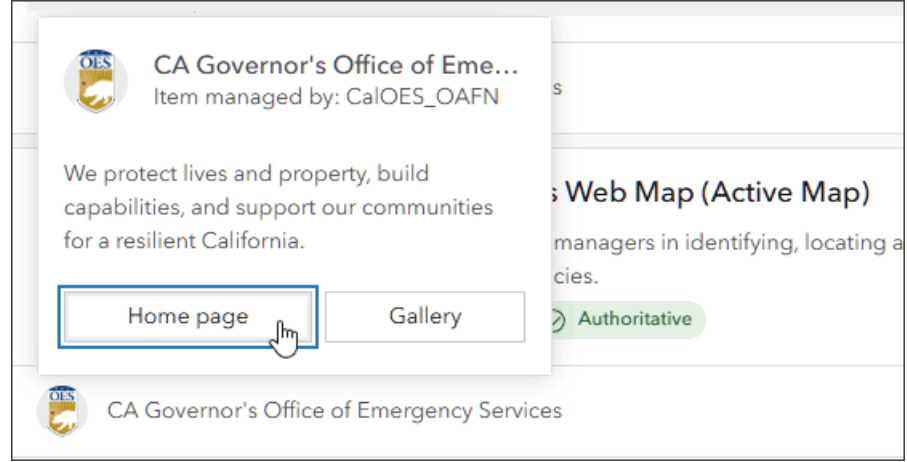 OES
CA Governor's Office of Eme...
Item managed by: CalOES_OAFN
s
We protect lives and property, build
capabilities, and support our communities
for a resilient California.
s Web Map (Active Map)
managers in identifying, locating a
cies.
Home page
Gallery
Authoritative
OES
CA Governor's Office of Emergency Services